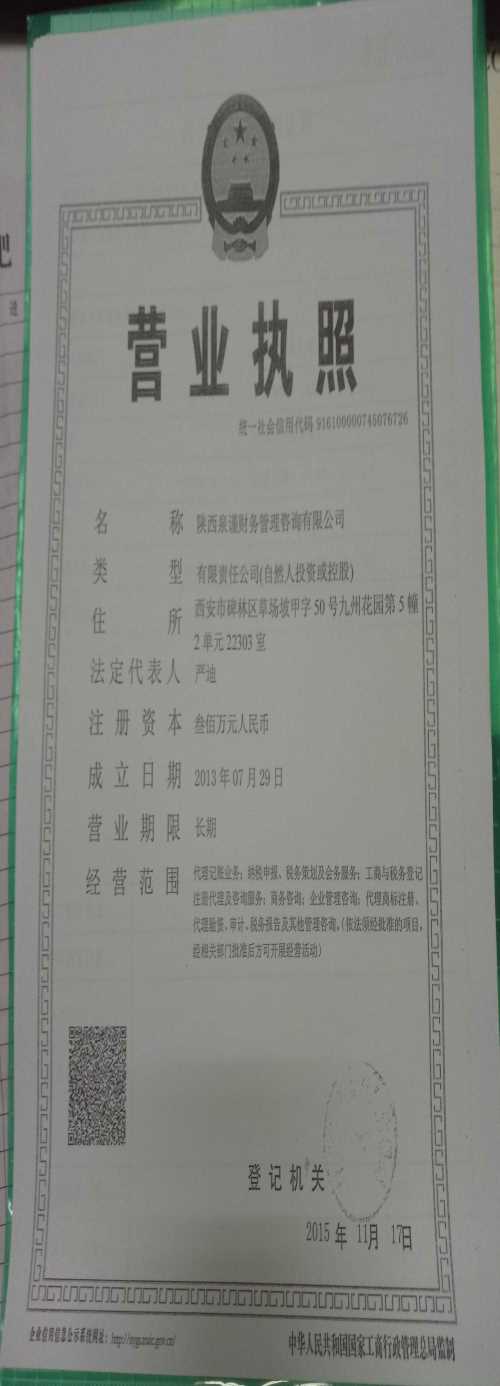 营业执照
统一社会信用代码 916100000745076726
名称 陕西泉谨财务管理咨询有限公司
类型 有限责任公司(自然人投资或控股)
住所 西安市碑林区草场坡甲字50号九州花园第5幢
2单元22303室
法定代表人 严迪
注册资本 叁佰万元人民币
成立日期 2013年07月29日
营业期限 长期
经营范围 代理记账业务；纳税申报、税务策划及会务服务；工商与税务登记
注册代理及咨询服务；商务咨询；企业管理咨询；代理商标注册、
代理验资、审计、税务报告及其他管理咨询。(依法须经批准的项目，
经相关部门批准后方可开展经营活动)
登记机关
2015年11月17日
企业信用信息公示系统网址：
中华人民共和国国家工商行政管理总局监制